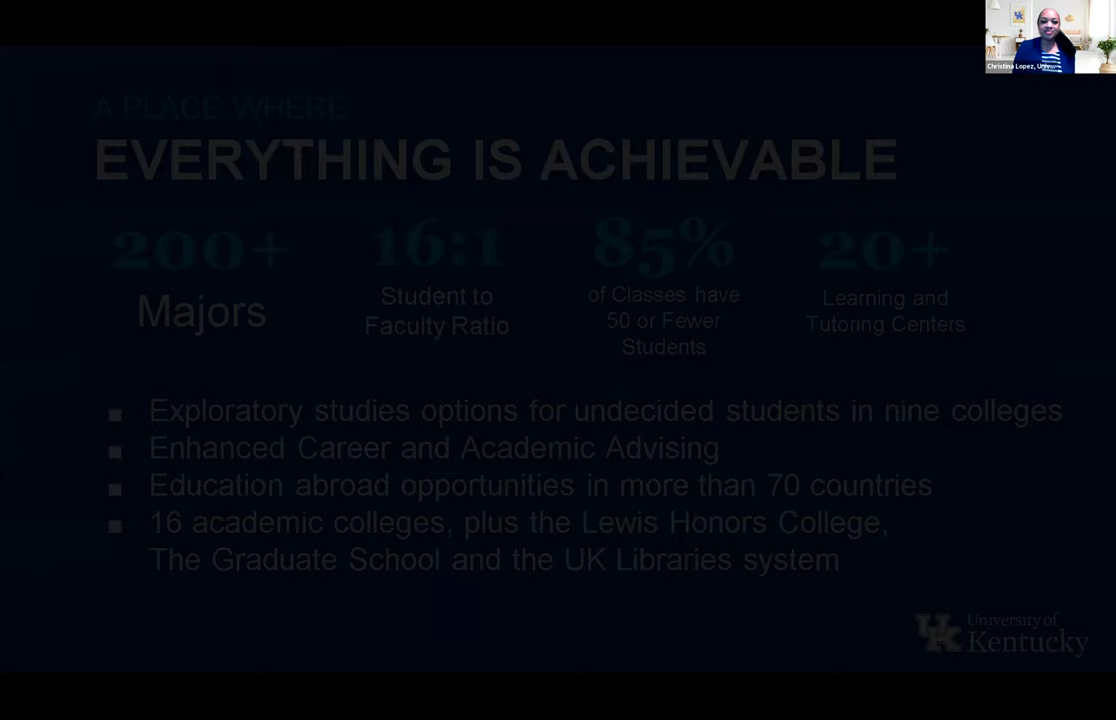 Christina Lopez, Univ...
A PLACE WHERE
EVERYTHING IS ACHIEVABLE
200+
Majors
16:1
Student to
Faculty Ratio
85%
of Classes have
50 or Fewer
Students
20+
Learning and
Tutoring Centers
Exploratory studies options for undecided students in nine colleges
Enhanced Career and Academic Advising
Education abroad opportunities in more than 70 countries
16 academic colleges, plus the Lewis Honors College,
The Graduate School and the UK Libraries system
UK
University of
Kentucky